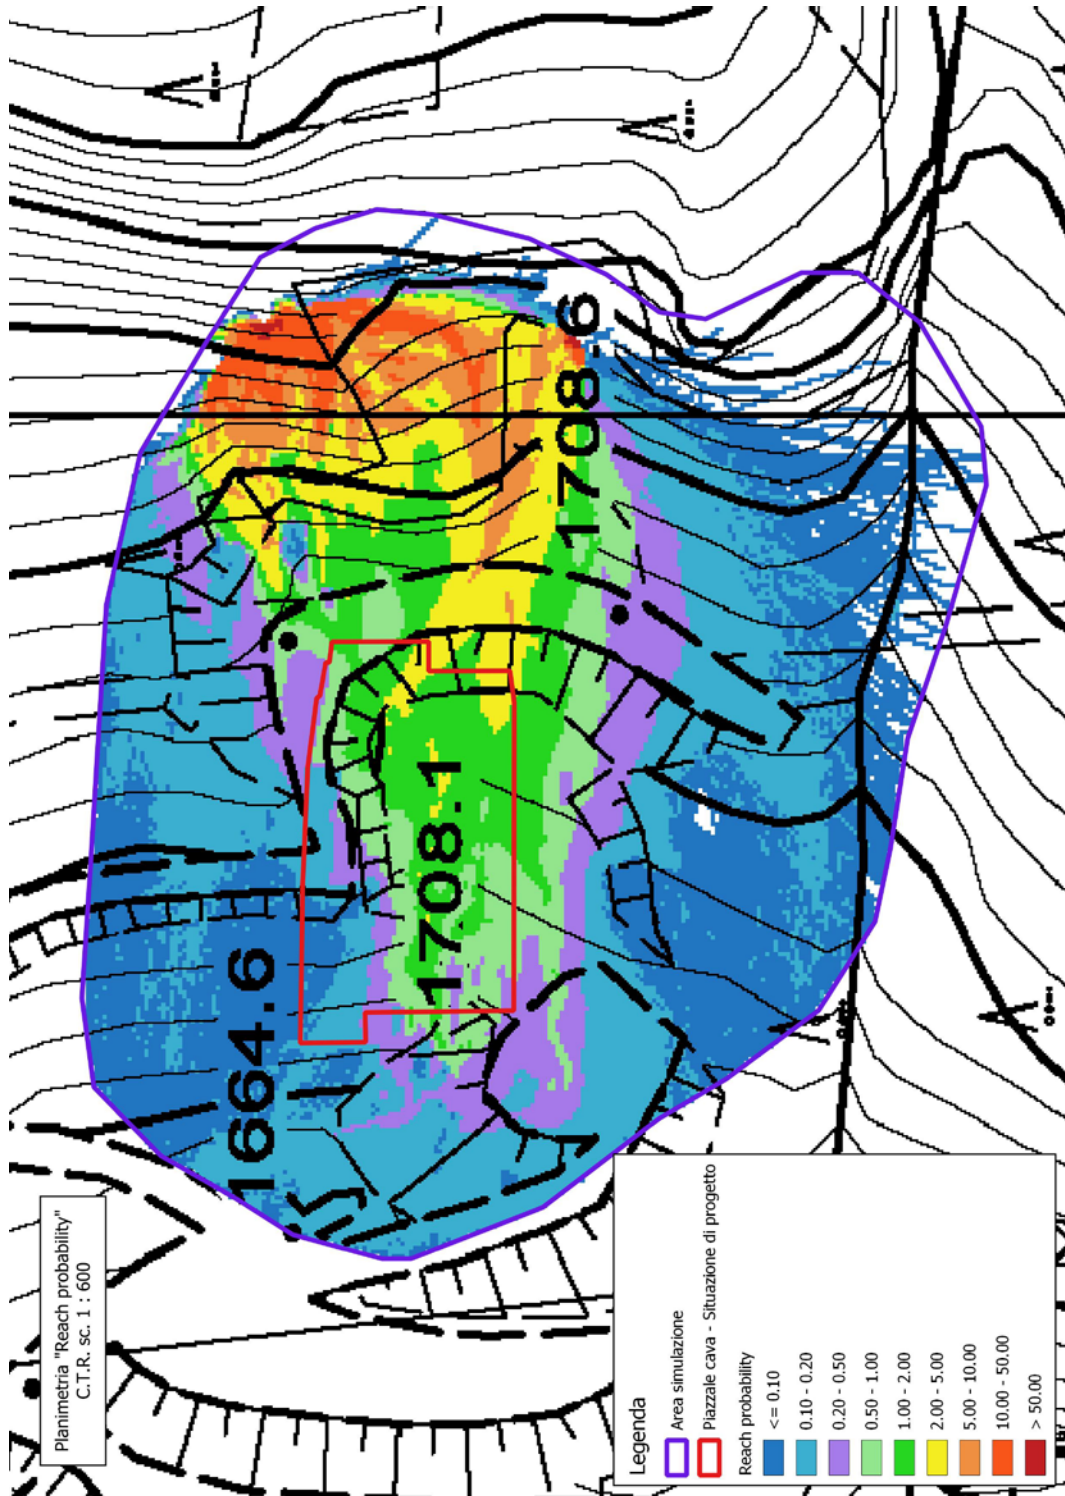 Planimetria "Reach probability"
C.T.R. sc. 1 : 600
1664.6
1708.1
1708.6
Legenda
Area simulazione
Piazzale cava - Situazione di progetto
Reach probability
<= 0.10
0.10 - 0.20
0.20 - 0.50
0.50 - 1.00
1.00 - 2.00
2.00 - 5.00
5.00 - 10.00
10.00 - 50.00
> 50.00